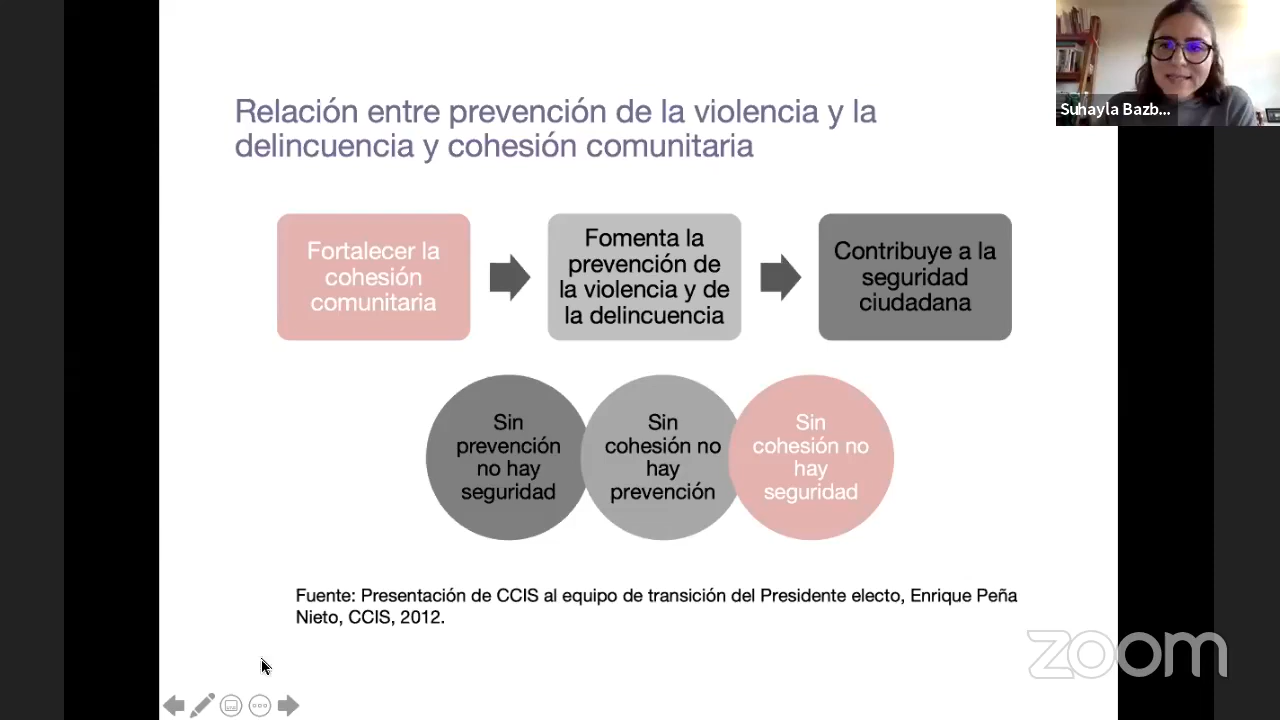 Suhayla Bazb...
Relación entre prevención de la violencia y la
delincuencia y cohesión comunitaria
Fortalecer la
cohesión
comunitaria
Fomenta la
prevención de
la violencia y de
la delincuencia
Contribuye a la
seguridad
ciudadana
Sin
prevención
no hay
seguridad
Sin
cohesión no
hay
prevención
Sin
cohesión no
hay
seguridad
Fuente: Presentación de CCIS al equipo de transición del Presidente electo, Enrique Peña
Nieto, CCIS, 2012.
zoom